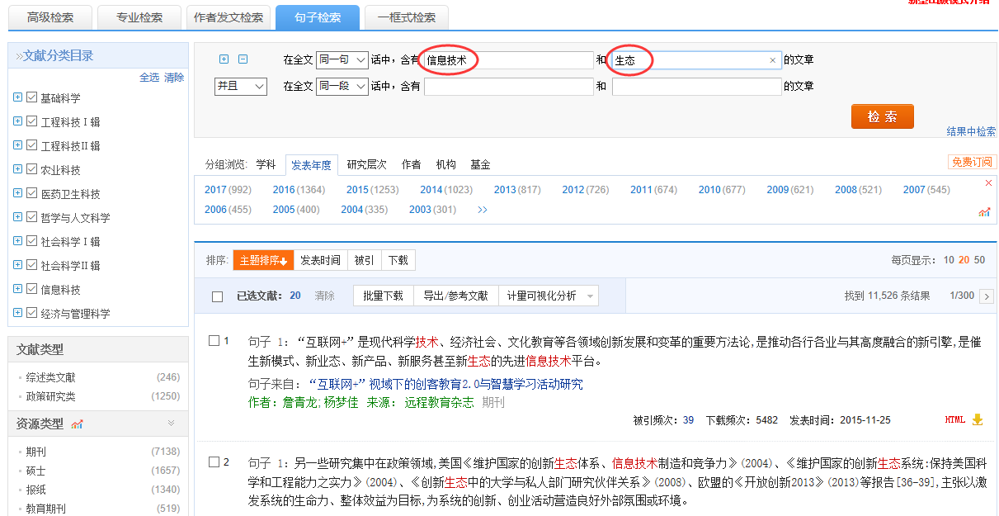 新型出版模式介绍
高级检索 专业检索 作者发文检索 句子检索 一框式检索
文献分类目录
全选 清除
基础科学
工程科技Ⅰ辑
工程科技Ⅱ辑
农业科技
医药卫生科技
哲学与人文科学
社会科学Ⅰ辑
社会科学Ⅱ辑
信息科技
经济与管理科学
文献类型
综述类文献 (246)
政策研究类 (1250)
资源类型
期刊 (7138)
硕士 (1657)
报纸 (1340)
教育期刊 (519)
在全文 同一句 话中，含有 信息技术 和 生态 × 的文章
并且 在全文 同一段 话中，含有 和 的文章
检 索
结果中检索
分组浏览: 学科 发表年度 研究层次 作者 机构 基金 免费订阅
2017(992) 2016(1364) 2015(1253) 2014(1023) 2013(817) 2012(726) 2011(674) 2010(677) 2009(621) 2008(521) 2007(545)
2006(455) 2005(400) 2004(335) 2003(301) >>
排序: 主题排序 发表时间 被引 下载 每页显示: 10 20 50
已选文献: 20 清除 批量下载 导出/参考文献 计量可视化分析 找到 11,526 条结果 1/300 >
1 句子 1: “互联网+”是现代科学技术、经济社会、文化教育等各领域创新发展和变革的重要方法论,是推动各行各业与其高度融合的新引擎,是催
生新模式、新业态、新产品、新服务甚至新生态的先进信息技术平台。
句子来自: “互联网+”视域下的创客教育2.0与智慧学习活动研究
作者: 詹青龙; 杨梦佳 来源: 远程教育杂志 期刊
被引频次: 39 下载频次: 5482 发表时间: 2015-11-25 HTML
2 句子 1: 另一些研究集中在政策领域,美国《维护国家的创新生态体系、信息技术制造和竞争力》(2004)、《维护国家的创新生态系统:保持美国科
学和工程能力之实力》(2004)、《创新生态中的大学与私人部门研究伙伴关系》(2008)、欧盟的《开放创新2013》(2013)等报告[36-39],主张以激
发系统的生命力、整体效益为目标,为系统的创新、创业活动营造良好外部氛围或环境。